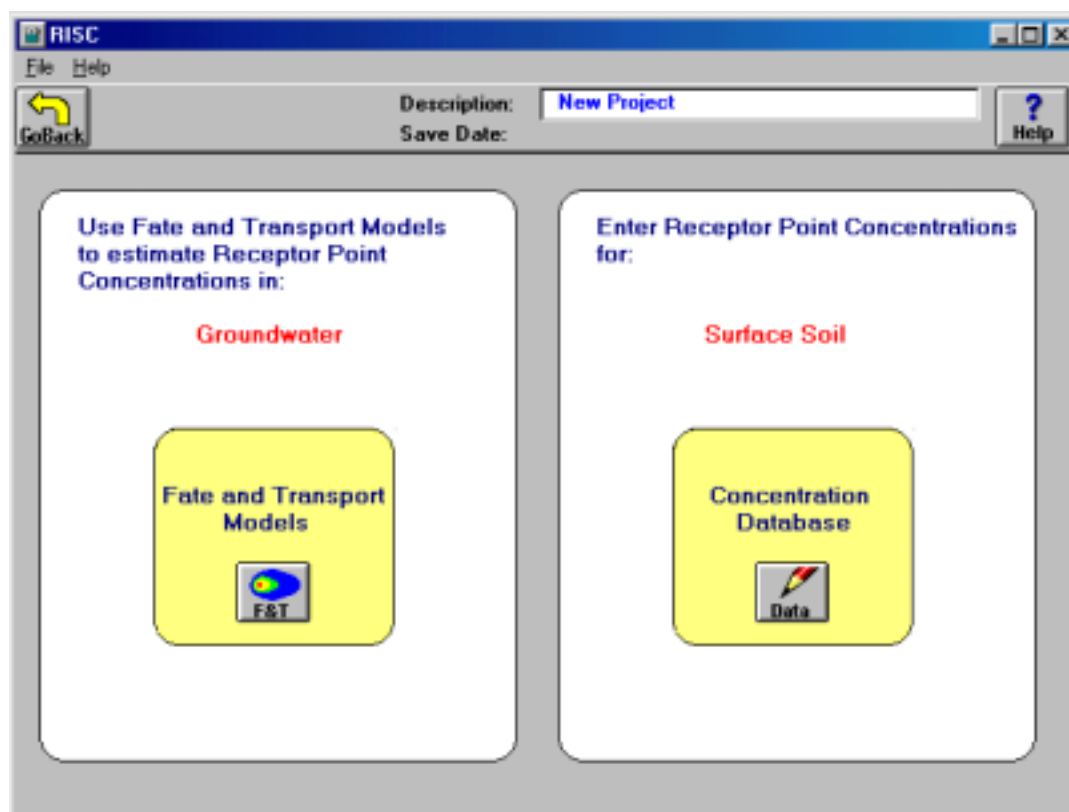 RISC
File Help
GoBack
Description: New Project
Save Date:
? Help
Use Fate and Transport Models
to estimate Receptor Point
Concentrations in:
Groundwater
Fate and Transport
Models
F&T
Enter Receptor Point Concentrations
for:
Surface Soil
Concentration
Database
Data